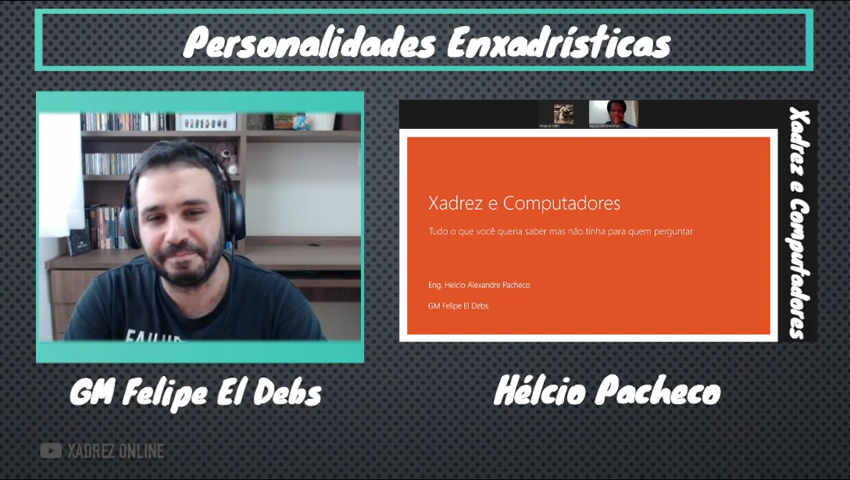 Personalidades Enxadrísticas
Xadrez e Computadores
Tudo o que você queria saber mas não tinha para quem perguntar
Eng. Helcio Alexandre Pacheco
GM Felipe El Debs
Xadrez e Computadores
GM Felipe El Debs
Hélcio Pacheco
XADREZ ONLINE